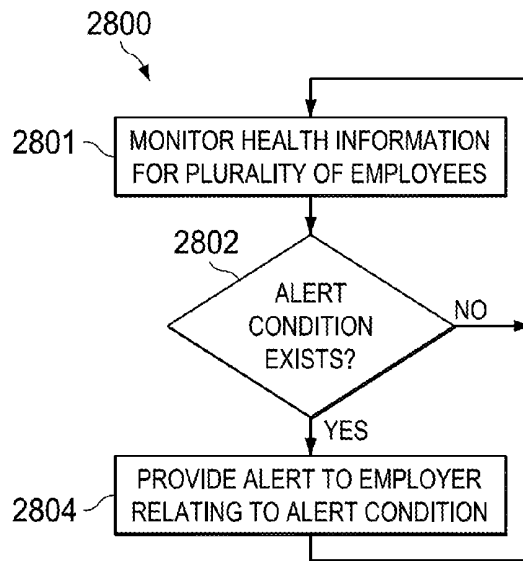 2800
2801
MONITOR HEALTH INFORMATION
FOR PLURALITY OF EMPLOYEES
2802
ALERT
CONDITION
EXISTS?
NO
YES
2804
PROVIDE ALERT TO EMPLOYER
RELATING TO ALERT CONDITION